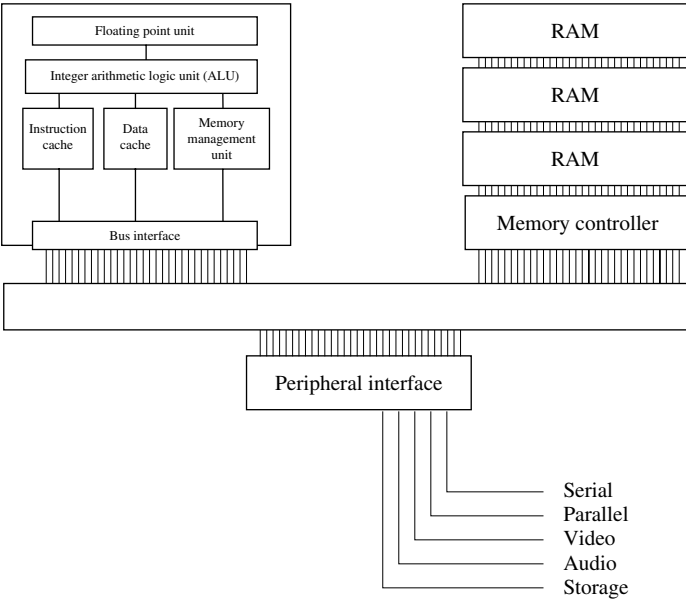 Floating point unit
Integer arithmetic logic unit (ALU)
Instruction
cache
Data
cache
Memory
management
unit
Bus interface
RAM
RAM
RAM
Memory controller
Peripheral interface
Serial
Parallel
Video
Audio
Storage